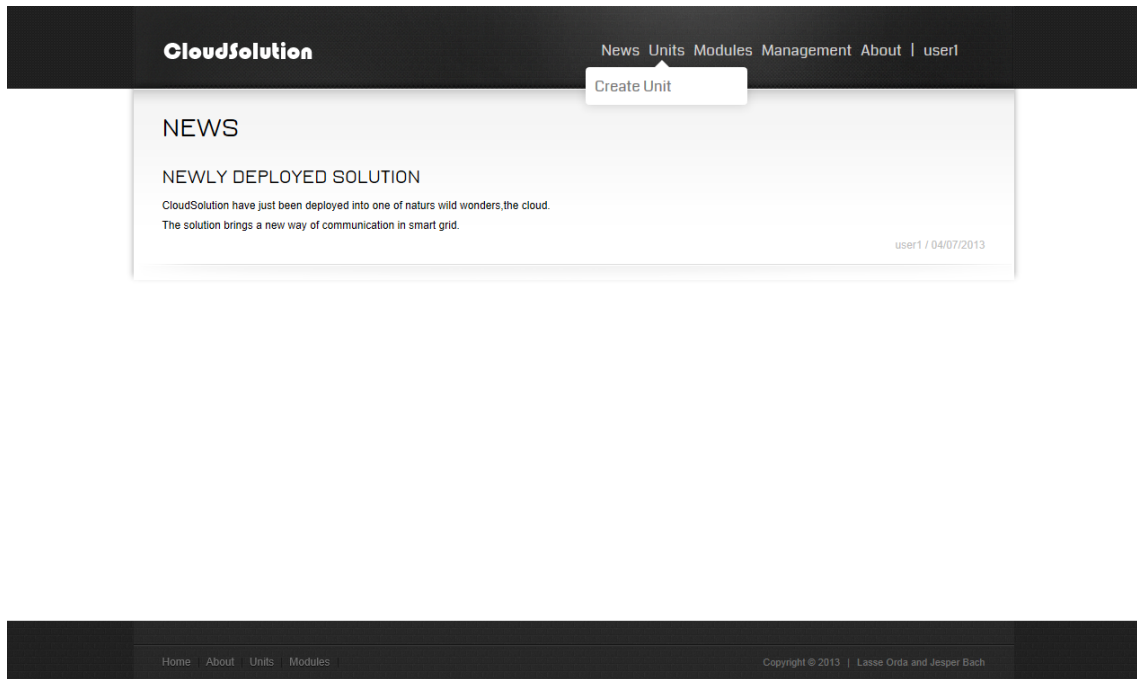 CloudSolution
News Units Modules Management About | user1
Create Unit
NEWS
NEWLY DEPLOYED SOLUTION
CloudSolution have just been deployed into one of naturs wild wonders,the cloud.
The solution brings a new way of communication in smart grid.
user1 / 04/07/2013
Home | About | Units | Modules |
Copyright © 2013 | Lasse Orda and Jesper Bach